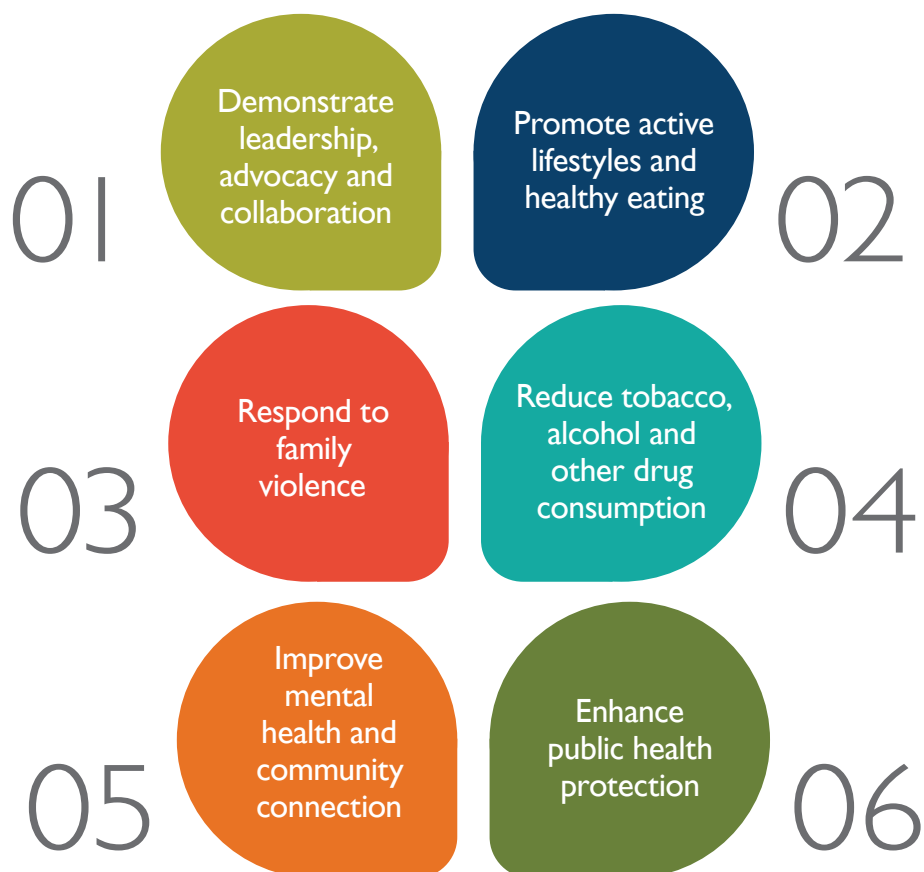 01
Demonstrate
leadership,
advocacy and
collaboration
Promote active
lifestyles and
healthy eating
02
03
Respond to
family
violence
Reduce tobacco,
alcohol and
other drug
consumption
04
05
Improve
mental
health and
community
connection
Enhance
public health
protection
06